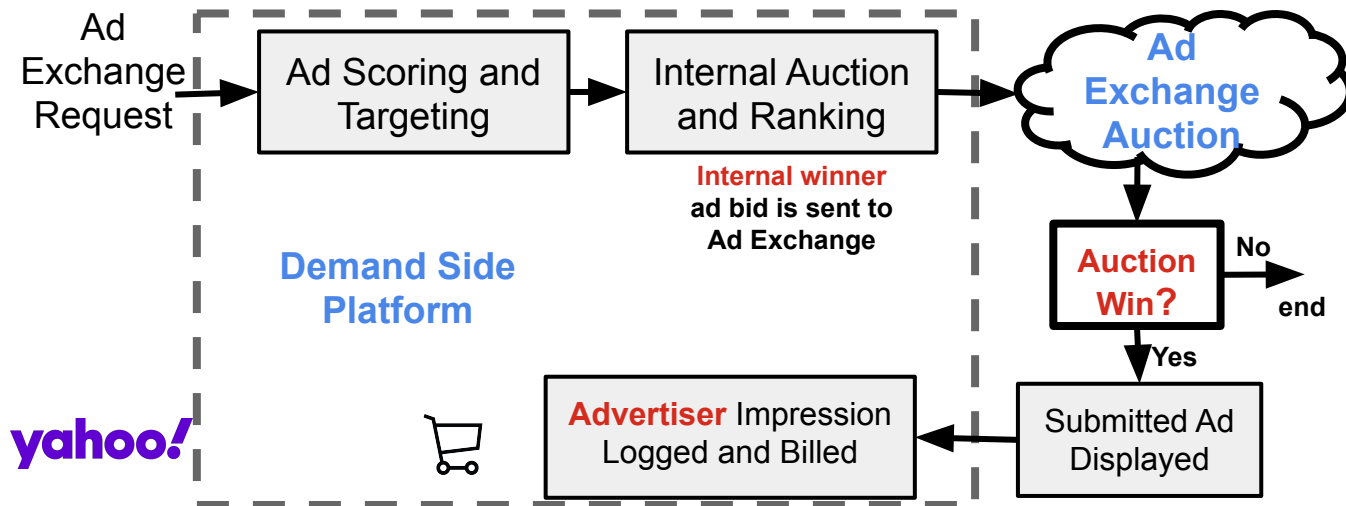 Ad
Exchange
Request
Ad Scoring and
Targeting
Internal Auction
and Ranking
Internal winner
ad bid is sent to
Ad Exchange
Ad
Exchange
Auction
Auction
Win?
No
end
Yes
Submitted Ad
Displayed
Advertiser Impression
Logged and Billed
Demand Side
Platform
yahoo!